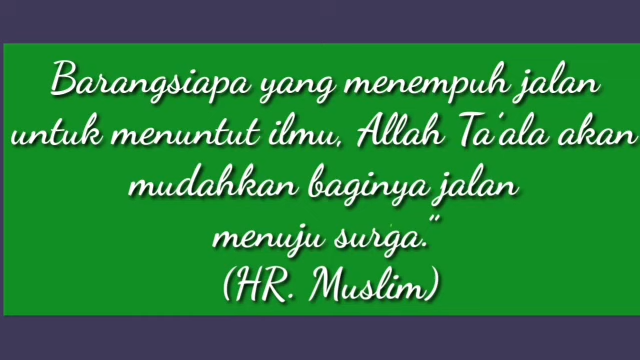 Barangsiapa yang menempuh jalan
untuk menuntut ilmu, Allah Ta'ala akan
mudahkan baginya jalan
menuju surga."
(HR. Muslim)